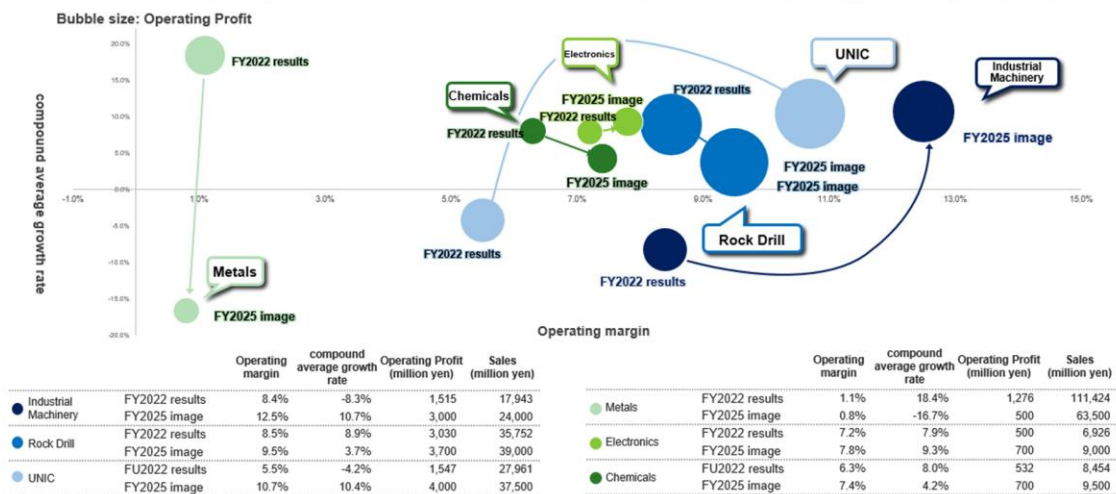 Bubble size: Operating Profit
compound average growth rate
20.0%
15.0%
10.0%
5.0%
0.0%
-5.0%
-10.0%
-15.0%
-20.0%
-1.0%
1.0%
3.0%
5.0%
7.0%
9.0%
11.0%
13.0%
15.0%
Operating margin
FY2022 results
Metals
FY2025 image
Chemicals
FY2022 results
FY2025 image
Electronics
FY2025 image
FY2022 results
FY2022 results
FY2025 image
Rock Drill
UNIC
FY2025 image
FY2022 results
Industrial
Machinery
FY2025 image
FY2022 results
Operating margin compound average growth rate Operating Profit (million yen) Sales (million yen)
Industrial Machinery FY2022 results 8.4% -8.3% 1,515 17,943
FY2025 image 12.5% 10.7% 3,000 24,000
Rock Drill FY2022 results 8.5% 8.9% 3,030 35,752
FY2025 image 9.5% 3.7% 3,700 39,000
UNIC FU2022 results 5.5% -4.2% 1,547 27,961
FY2025 image 10.7% 10.4% 4,000 37,500
Operating margin compound average growth rate Operating Profit (million yen) Sales (million yen)
Metals FY2022 results 1.1% 18.4% 1,276 111,424
FY2025 image 0.8% -16.7% 500 63,500
Electronics FY2022 results 7.2% 7.9% 500 6,926
FY2025 image 7.8% 9.3% 700 9,000
Chemicals FU2022 results 6.3% 8.0% 532 8,454
FY2025 image 7.4% 4.2% 700 9,500